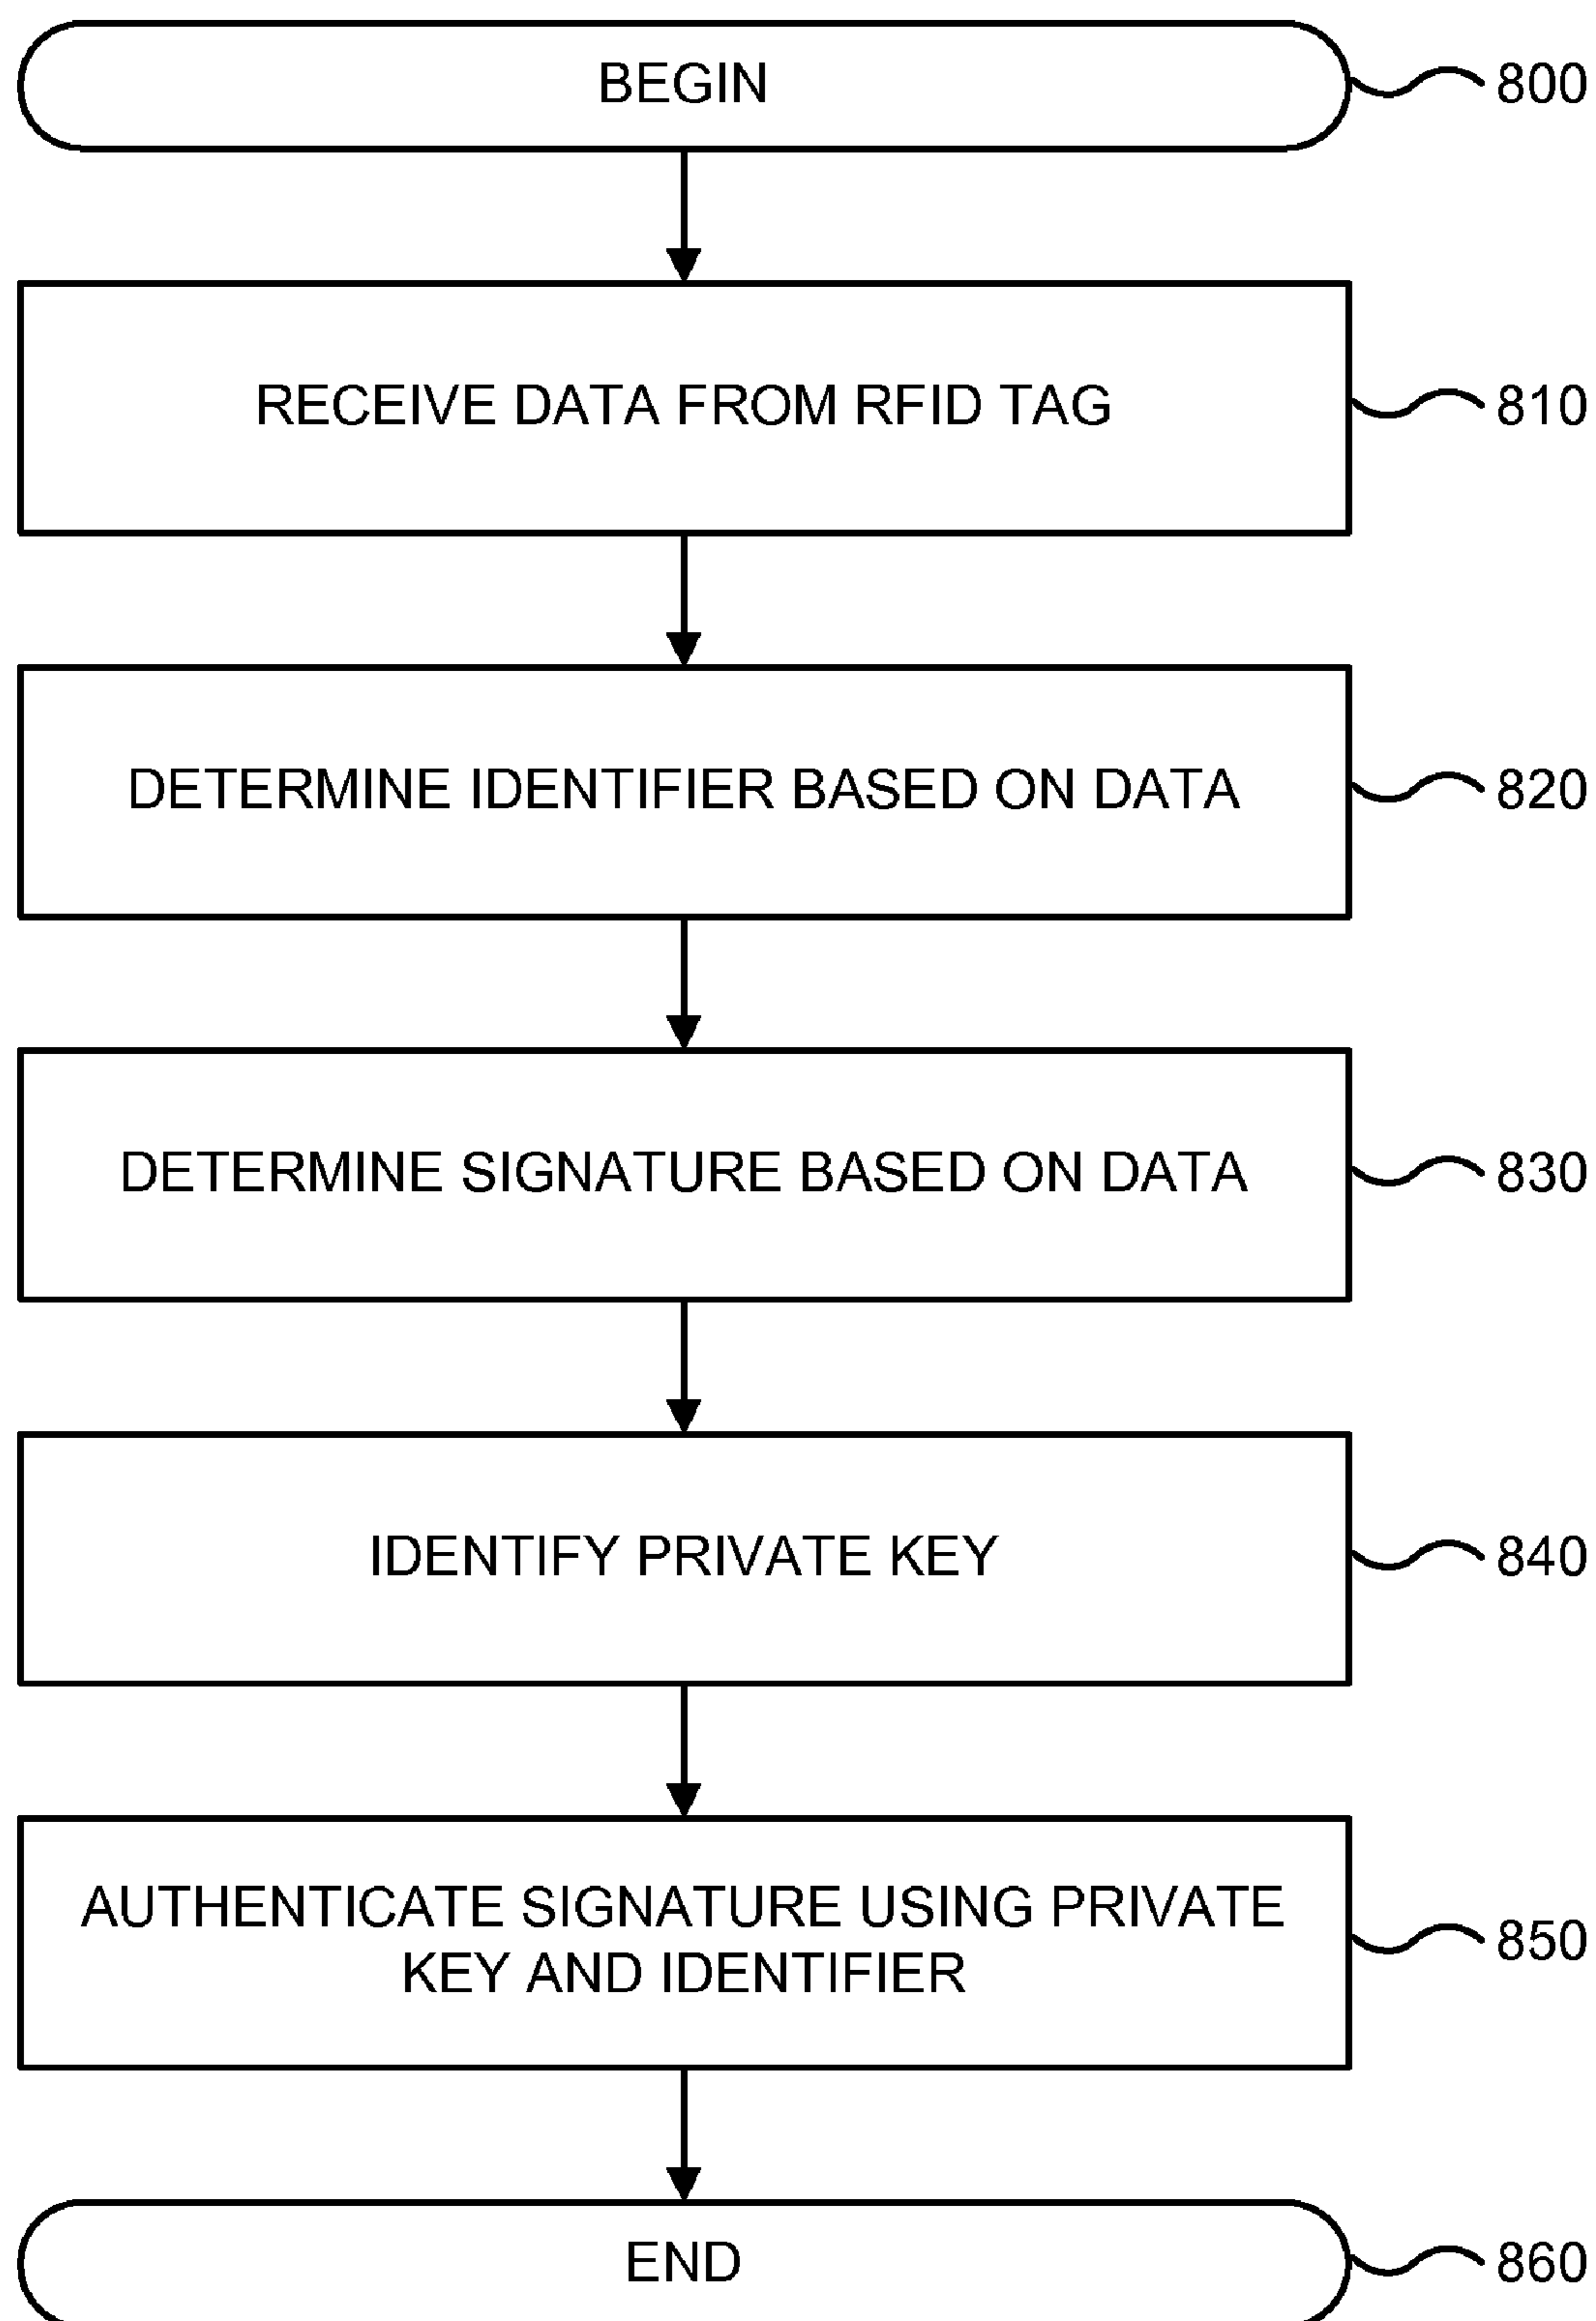 BEGIN
800
RECEIVE DATA FROM RFID TAG
810
DETERMINE IDENTIFIER BASED ON DATA
820
DETERMINE SIGNATURE BASED ON DATA
830
IDENTIFY PRIVATE KEY
840
AUTHENTICATE SIGNATURE USING PRIVATE
KEY AND IDENTIFIER
850
END
860